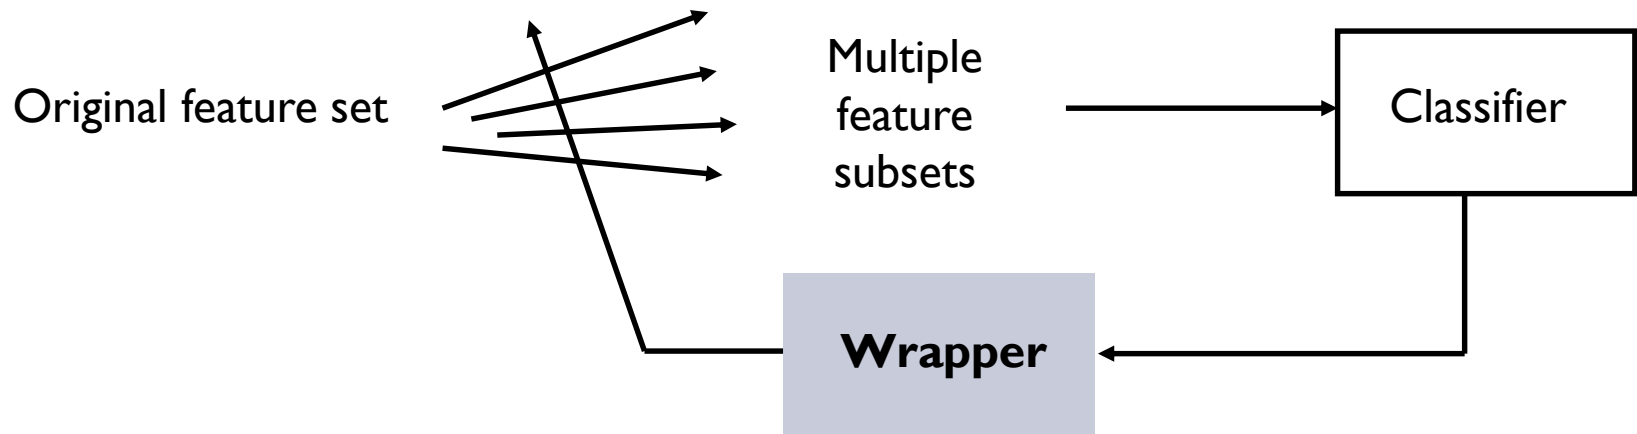 Original feature set
Multiple
feature
subsets
Classifier
Wrapper